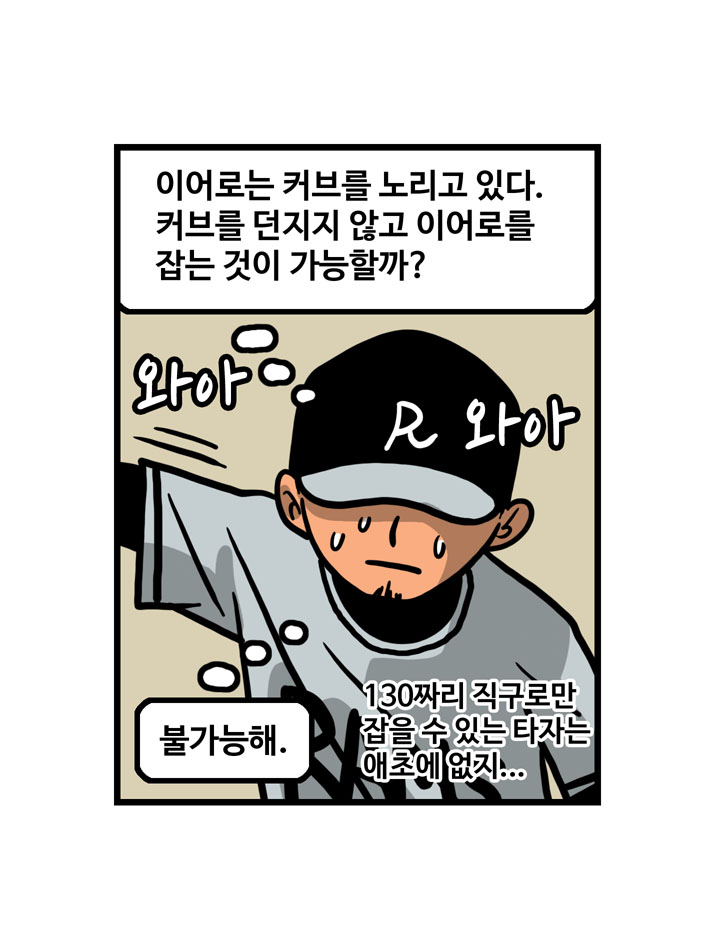 이어로는 커브를 노리고 있다.
커브를 던지지 않고 이어로를
잡는 것이 가능할까?
와아
R 와아
130짜리 직구로만
잡을 수 있는 타자는
애초에 없지...
불가능해.